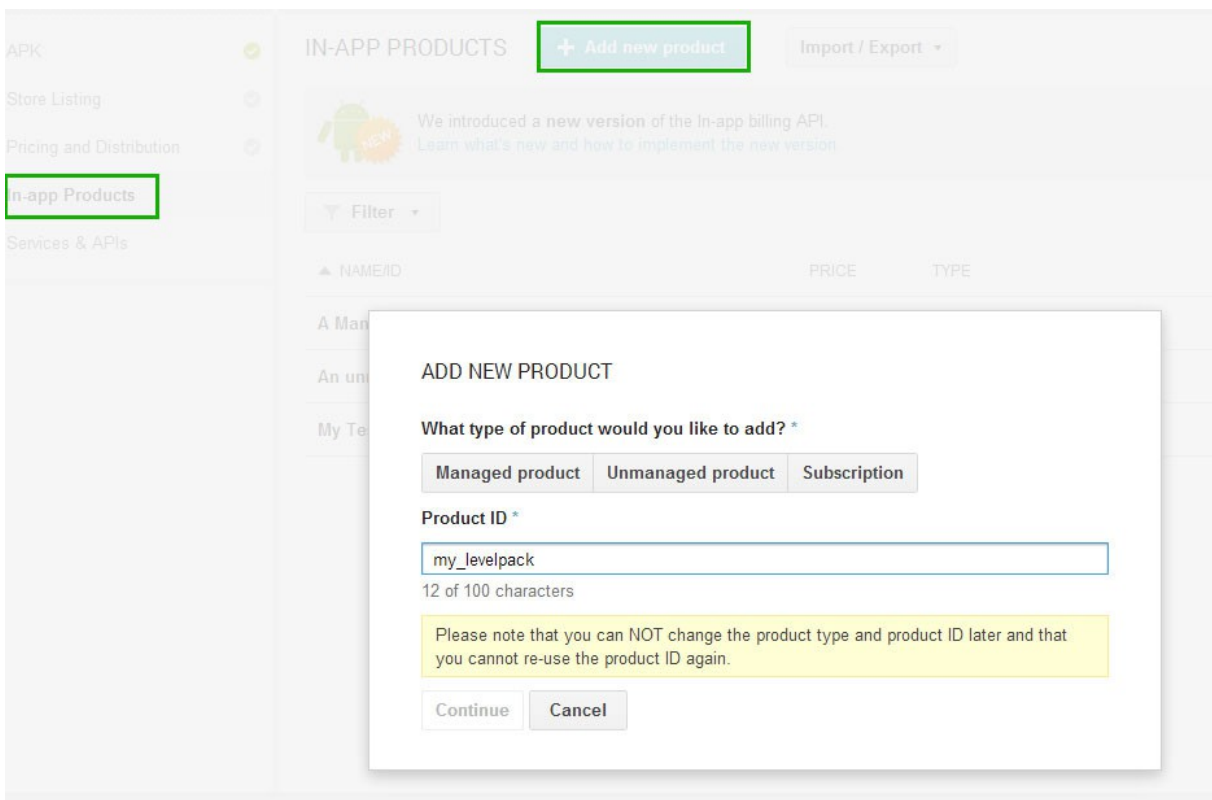 APK
Store Listing
Pricing and Distribution
In-app Products
Services & APIs
IN-APP PRODUCTS
+ Add new product
Import / Export
NEW
We introduced a new version of the In-app billing API.
Learn what's new and how to implement the new version
Filter
NAME/ID PRICE TYPE
A Man
An un
My Te
ADD NEW PRODUCT
What type of product would you like to add? *
Managed product Unmanaged product Subscription
Product ID *
my_levelpack
12 of 100 characters
Please note that you can NOT change the product type and product ID later and that
you cannot re-use the product ID again.
Continue Cancel